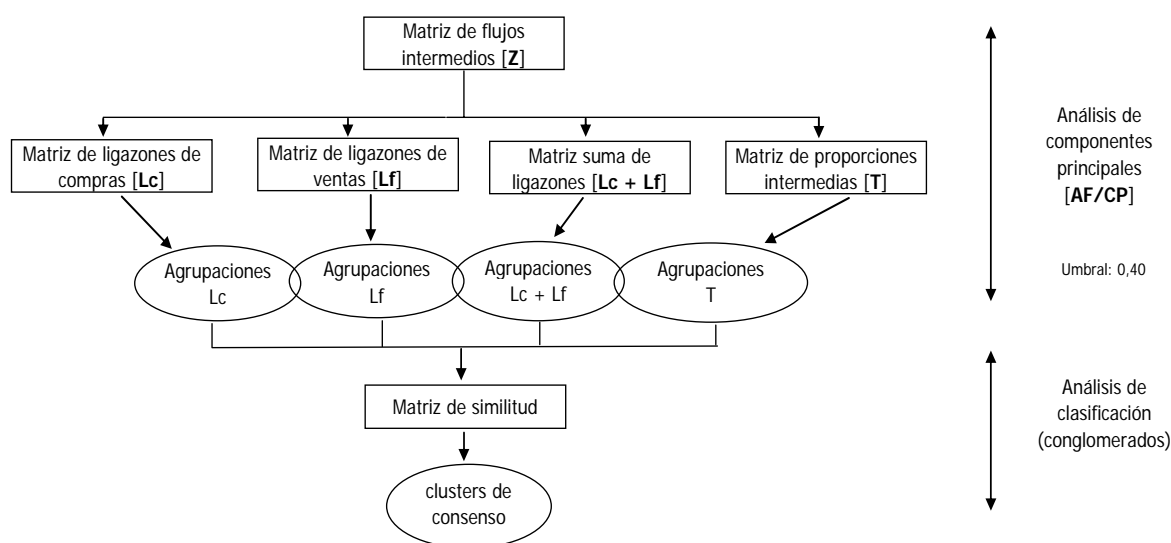 Matriz de flujos
intermedios [Z]
Matriz de ligazones de
compras [Lc]
Matriz de ligazones de
ventas [Lf]
Matriz suma de
ligazones [Lc + Lf]
Matriz de proporciones
intermedias [T]
Agrupaciones
Lc
Agrupaciones
Lf
Agrupaciones
Lc + Lf
Agrupaciones
T
Matriz de similitud
clusters de
consenso
Análisis de
componentes
principales
[AF/CP]
Umbral: 0,40
Análisis de
clasificación
(conglomerados)